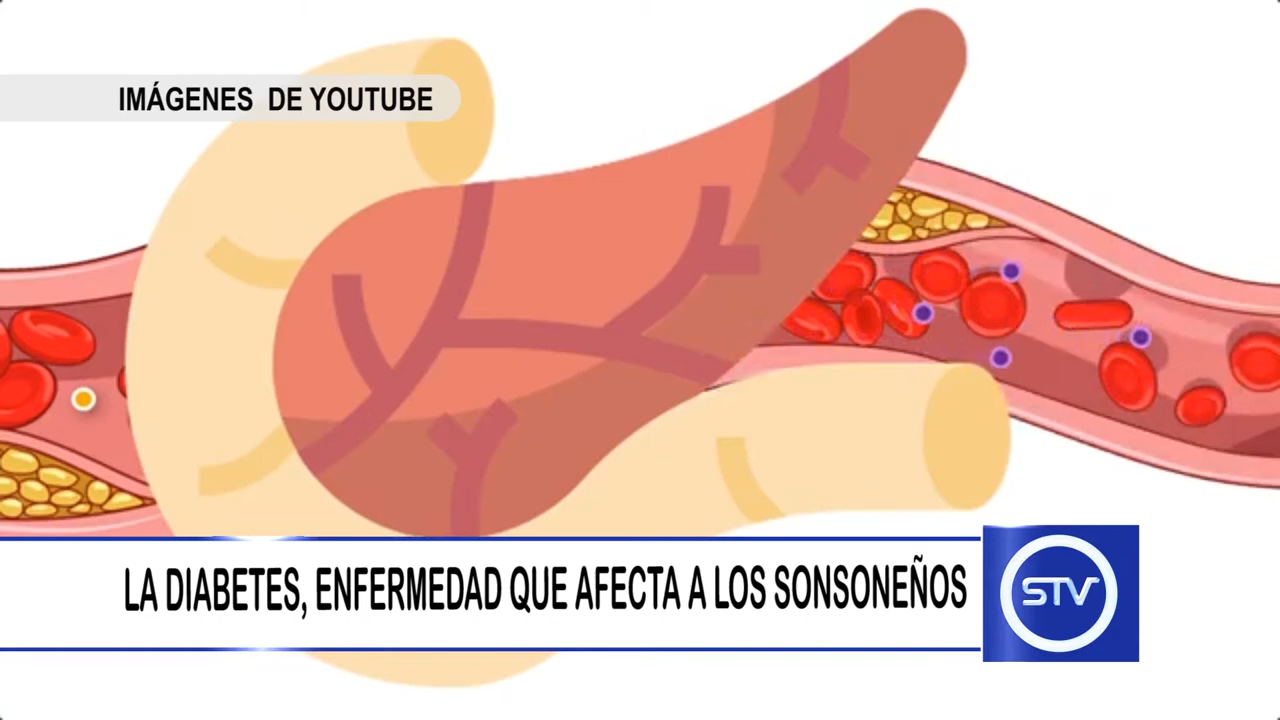 IMÁGENES DE YOUTUBE
LA DIABETES, ENFERMEDAD QUE AFECTA A LOS SONSONEÑOS
STV